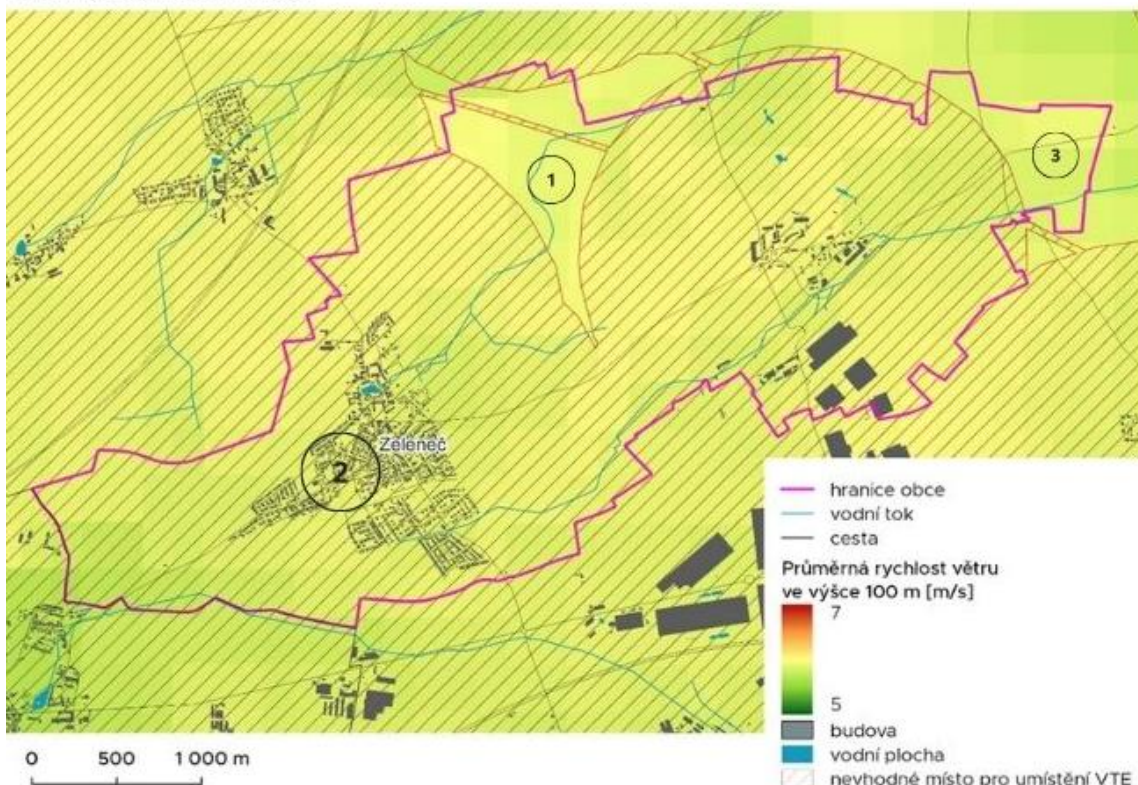 1
3
Zeleneč
2
hranice obce
vodní tok
cesta
Průměrná rychlost větru
ve výšce 100 m [m/s]
7
5
budova
vodní plocha
nevhodné místo pro umístění VTE
0 500 1 000 m